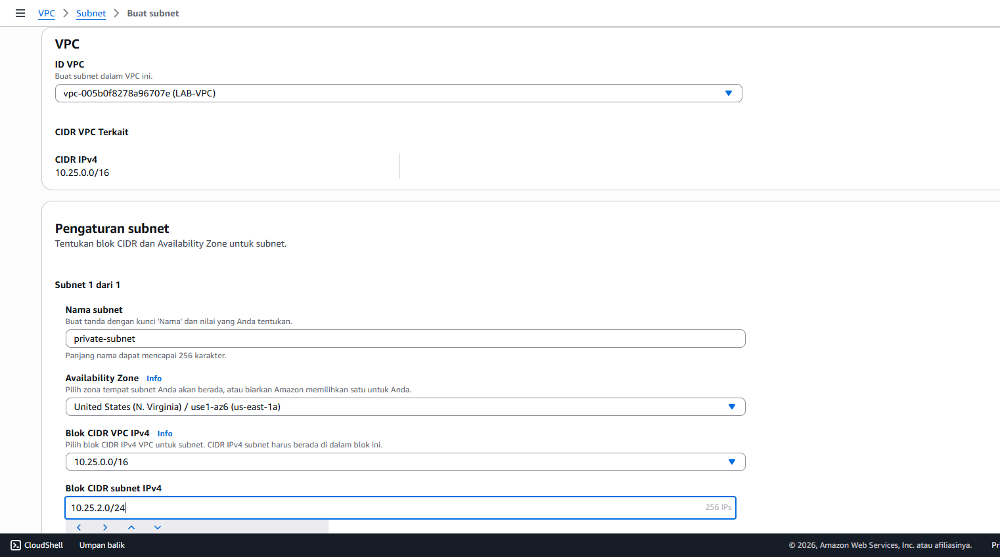 VPC > Subnet > Buat subnet
VPC
ID VPC
Buat subnet dalam VPC ini.
vpc-005b0f8278a96707e (LAB-VPC)
CIDR VPC Terkait
CIDR IPv4
10.25.0.0/16
Pengaturan subnet
Tentukan blok CIDR dan Availability Zone untuk subnet.
Subnet 1 dari 1
Nama subnet
Buat tanda dengan kunci 'Nama' dan nilai yang Anda tentukan.
private-subnet
Panjang nama dapat mencapai 256 karakter.
Availability Zone Info
Pilih zona tempat subnet Anda akan berada, atau biarkan Amazon memilihkan satu untuk Anda.
United States (N. Virginia) / use1-az6 (us-east-1a)
Blok CIDR VPC IPv4 Info
Pilih blok CIDR IPv4 VPC untuk subnet. CIDR IPv4 subnet harus berada di dalam blok ini.
10.25.0.0/16
Blok CIDR subnet IPv4
10.25.2.0/24 256 IPs
CloudShell Umpan balik © 2026, Amazon Web Services, Inc. atau afiliasinya. Pr